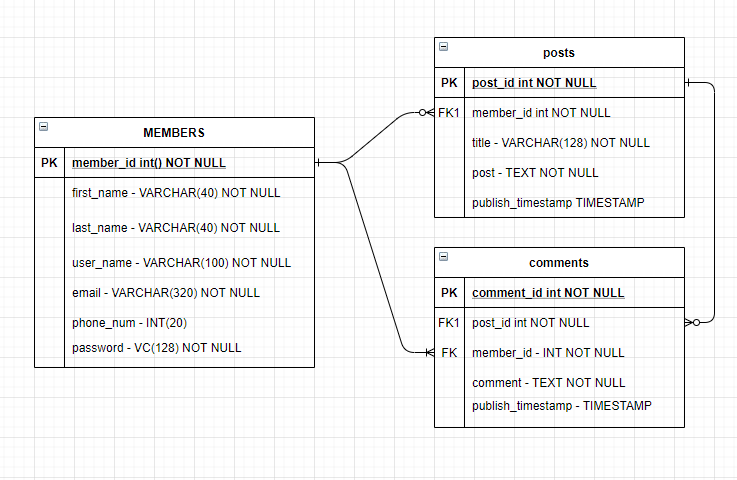 MEMBERS
PK member_id int() NOT NULL
first_name - VARCHAR(40) NOT NULL
last_name - VARCHAR(40) NOT NULL
user_name - VARCHAR(100) NOT NULL
email - VARCHAR(320) NOT NULL
phone_num - INT(20)
password - VC(128) NOT NULL
posts
PK post_id int NOT NULL
FK1 member_id int NOT NULL
title - VARCHAR(128) NOT NULL
post - TEXT NOT NULL
publish_timestamp TIMESTAMP
comments
PK comment_id int NOT NULL
FK1 post_id int NOT NULL
FK member_id - INT NOT NULL
comment - TEXT NOT NULL
publish_timestamp - TIMESTAMP